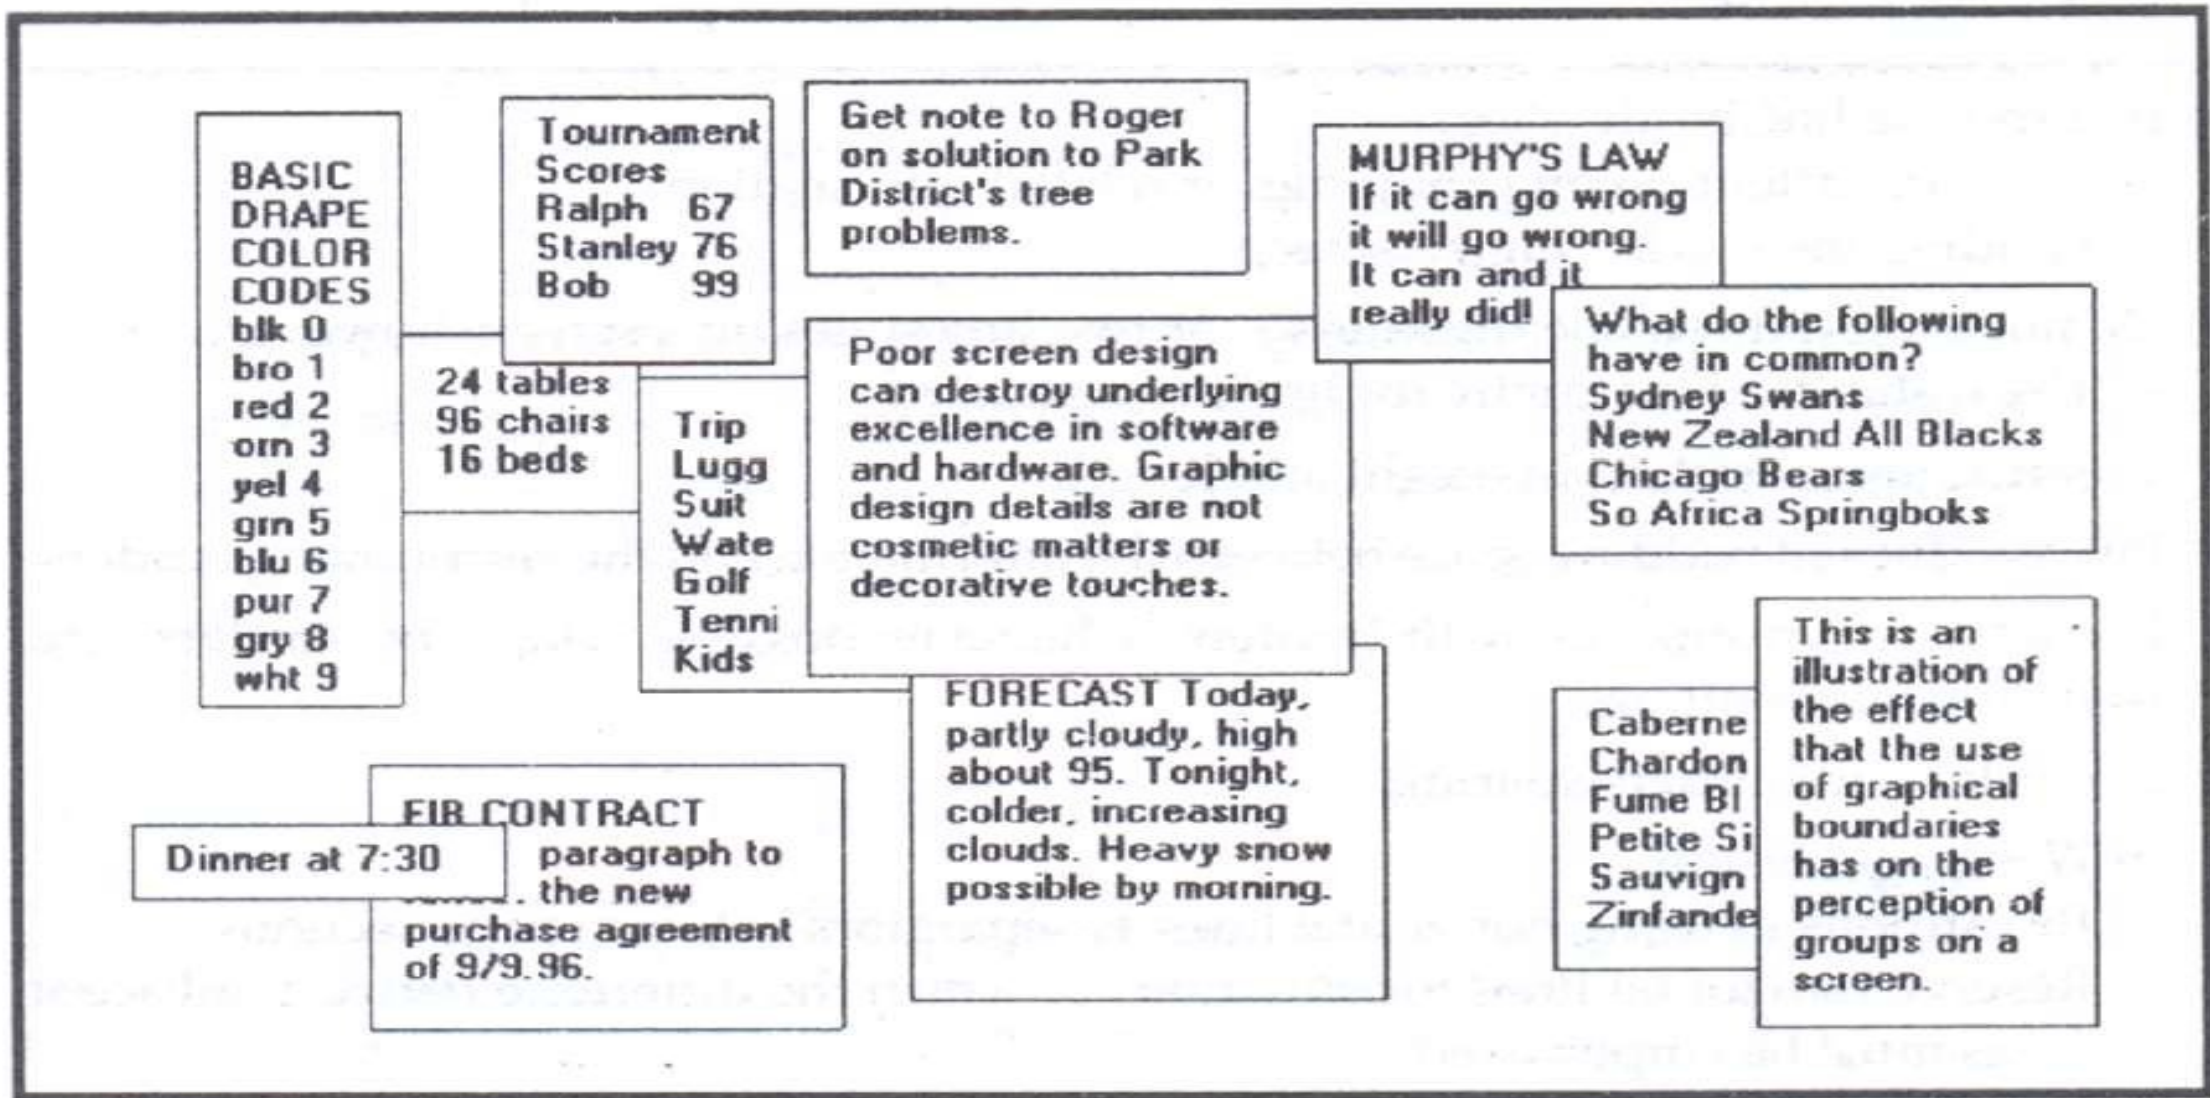 BASIC
DRAPE
COLOR
CODES
blk 0
bro 1
red 2
orn 3
yel 4
grn 5
blu 6
pur 7
gry 8
wht 9
Tournament
Scores
Ralph 67
Stanley 76
Bob 99
24 tables
96 chairs
16 beds
Get note to Roger
on solution to Park
District's tree
problems.
MURPHY'S LAW
If it can go wrong
it will go wrong.
It can and it
really did!
What do the following
have in common?
Sydney Swans
New Zealand All Blacks
Chicago Bears
So Africa Springboks
Trip
Lugg
Suit
Wate
Golf
Tenni
Kids
Poor screen design
can destroy underlying
excellence in software
and hardware. Graphic
design details are not
cosmetic matters or
decorative touches.
FORECAST Today,
partly cloudy, high
about 95. Tonight,
colder, increasing
clouds. Heavy snow
possible by morning.
CONTRACT
paragraph to
the new
purchase agreement
of 9/9.96.
Dinner at 7:30
Caberne
Chardon
Fume Bl
Petite Si
Sauvign
Zinfande
This is an
illustration of
the effect
that the use
of graphical
boundaries
has on the
perception of
groups on a
screen.